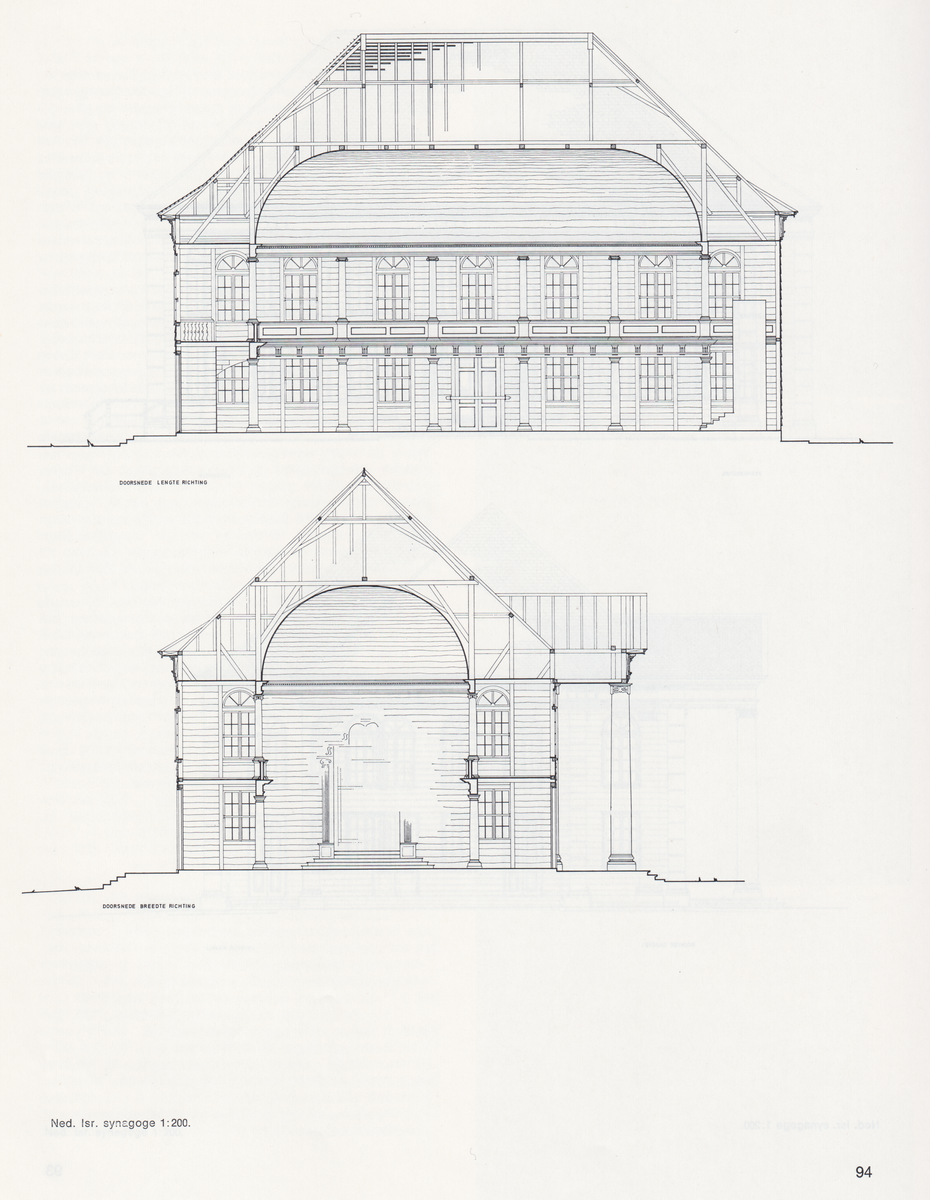 DOORSNEDE LENGTE RICHTING
DOORSNEDE BREEDTE RICHTING
Ned. Isr. synagoge 1:200.
94